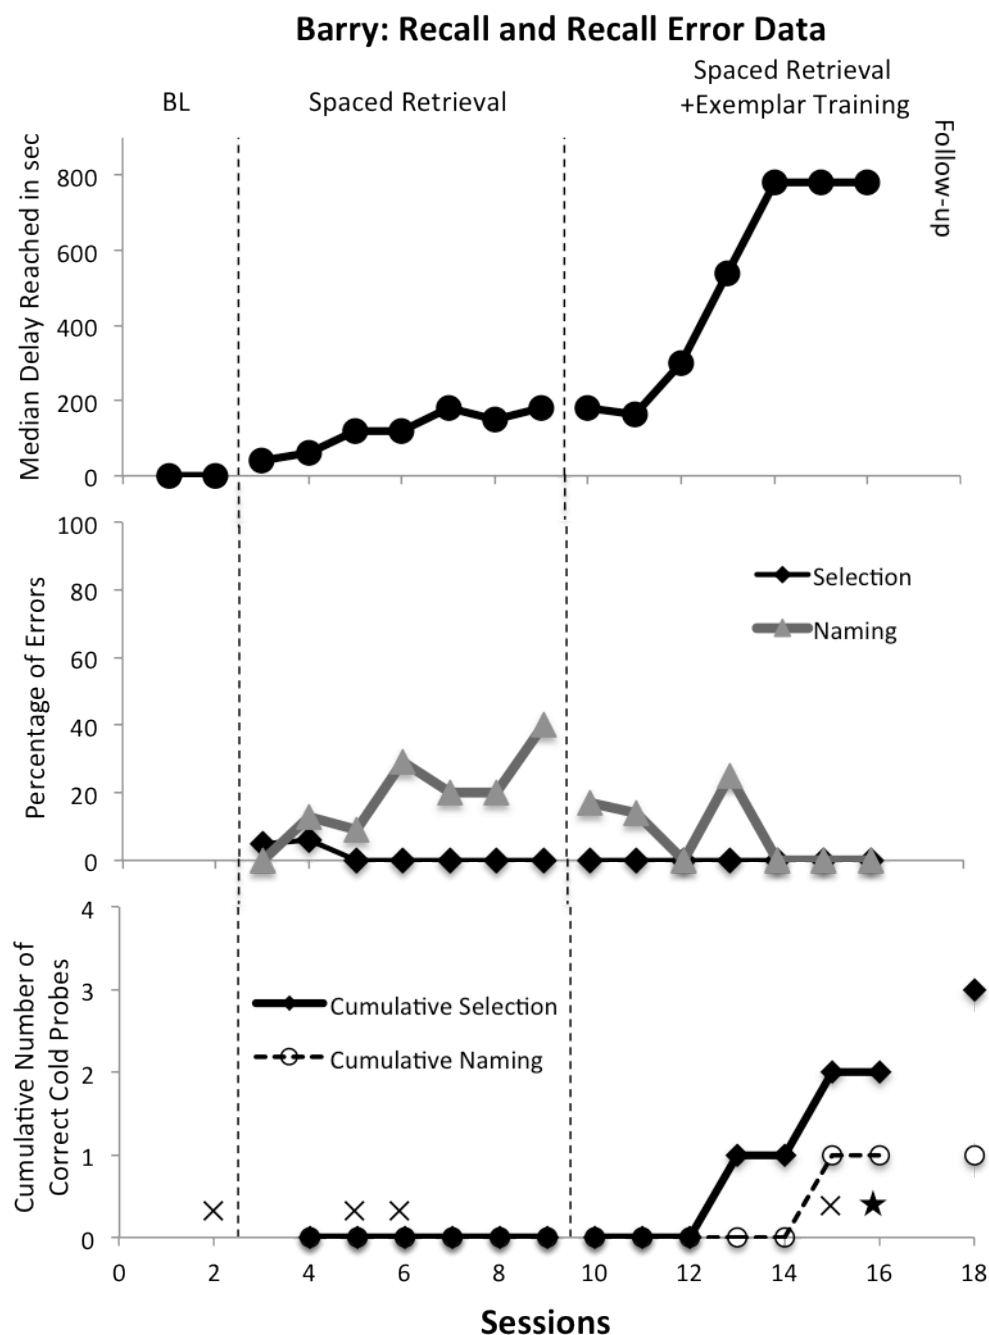 Barry: Recall and Recall Error Data
BL
Spaced Retrieval
Spaced Retrieval
+Exemplar Training
Follow-up
Median Delay Reached in sec
800
600
400
200
0
Percentage of Errors
100
80
60
40
20
0
Selection
Naming
Cumulative Number of
Correct Cold Probes
4
3
2
1
0
Cumulative Selection
Cumulative Naming
0 2 4 6 8 10 12 14 16 18
Sessions